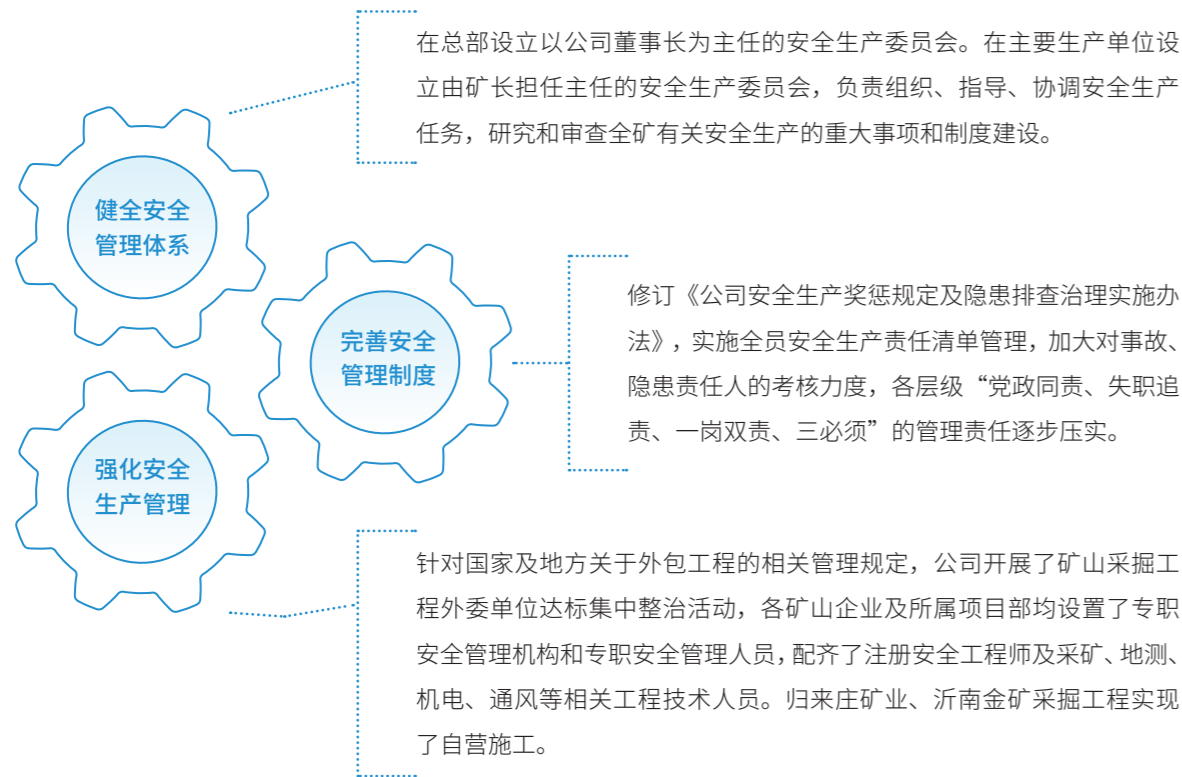 健全安全
管理体系
在总部设立以公司董事长为主任的安全生产委员会。在主要生产单位设
立由矿长担任主任的安全生产委员会，负责组织、指导、协调安全生产
任务，研究和审查全矿有关安全生产的重大事项和制度建设。
完善安全
管理制度
修订《公司安全生产奖惩规定及隐患排查治理实施办
法》，实施全员安全生产责任清单管理，加大对事故、
隐患责任人的考核力度，各层级“党政同责、失职追
责、一岗双责、三必须”的管理责任逐步压实。
强化安全
生产管理
针对国家及地方关于外包工程的相关管理规定，公司开展了矿山采掘工
程外委单位达标集中整治活动，各矿山企业及所属项目部均设置了专职
安全管理机构和专职安全管理人员，配齐了注册安全工程师及采矿、地测、
机电、通风等相关工程技术人员。归来庄矿业、沂南金矿采掘工程实现
了自营施工。